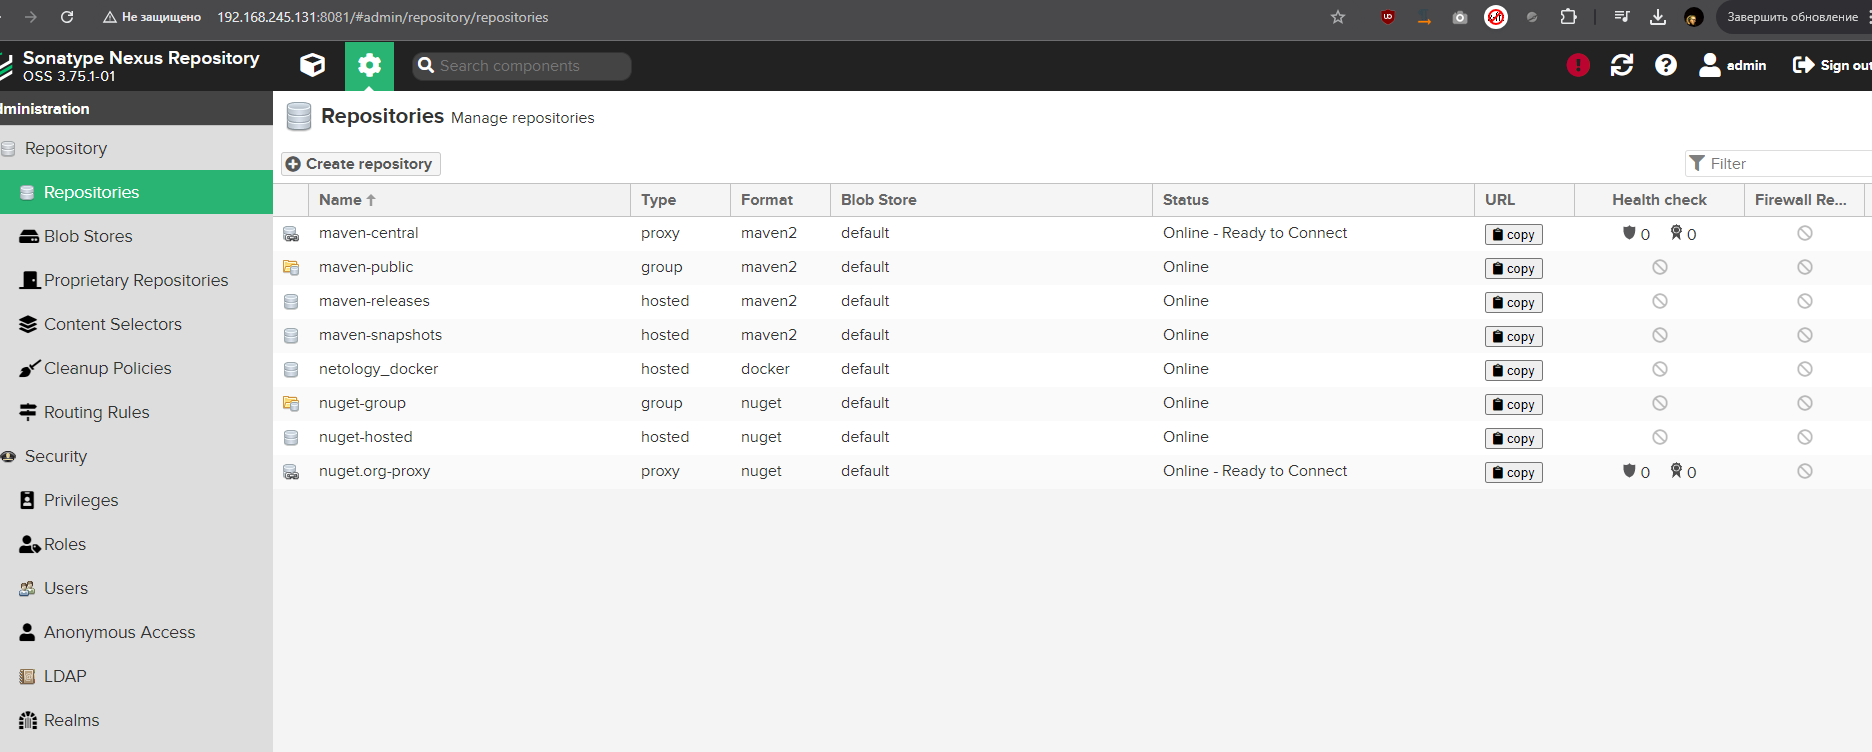 Не защищено 192.168.245.131:8081/#admin/repository/repositories Завершить обновление
Sonatype Nexus Repository
OSS 3.75.1-01
Search components
admin
Sign out
dministration
Repository
Repositories
Blob Stores
Proprietary Repositories
Content Selectors
Cleanup Policies
Routing Rules
Security
Privileges
Roles
Users
Anonymous Access
LDAP
Realms
Repositories Manage repositories
Create repository
Filter
Name Type Format Blob Store Status URL Health check Firewall Re...
maven-central proxy maven2 default Online - Ready to Connect copy 0 0
maven-public group maven2 default Online copy
maven-releases hosted maven2 default Online copy
maven-snapshots hosted maven2 default Online copy
netology_docker hosted docker default Online copy
nuget-group group nuget default Online copy
nuget-hosted hosted nuget default Online copy
nuget.org-proxy proxy nuget default Online - Ready to Connect copy 0 0